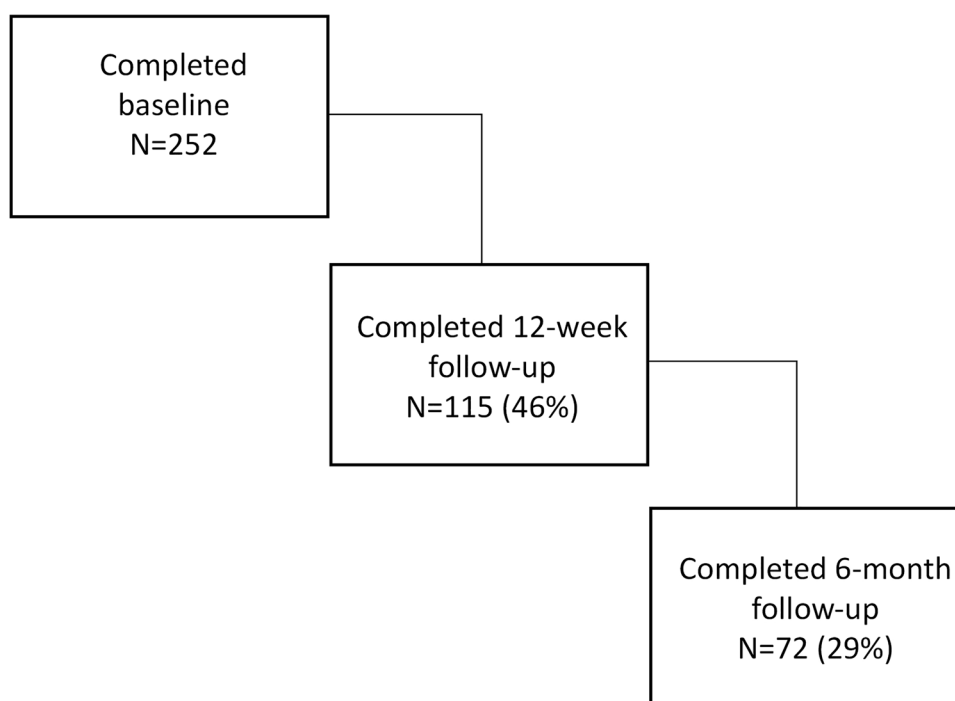 Completed
baseline
N=252
Completed 12-week
follow-up
N=115 (46%)
Completed 6-month
follow-up
N=72 (29%)